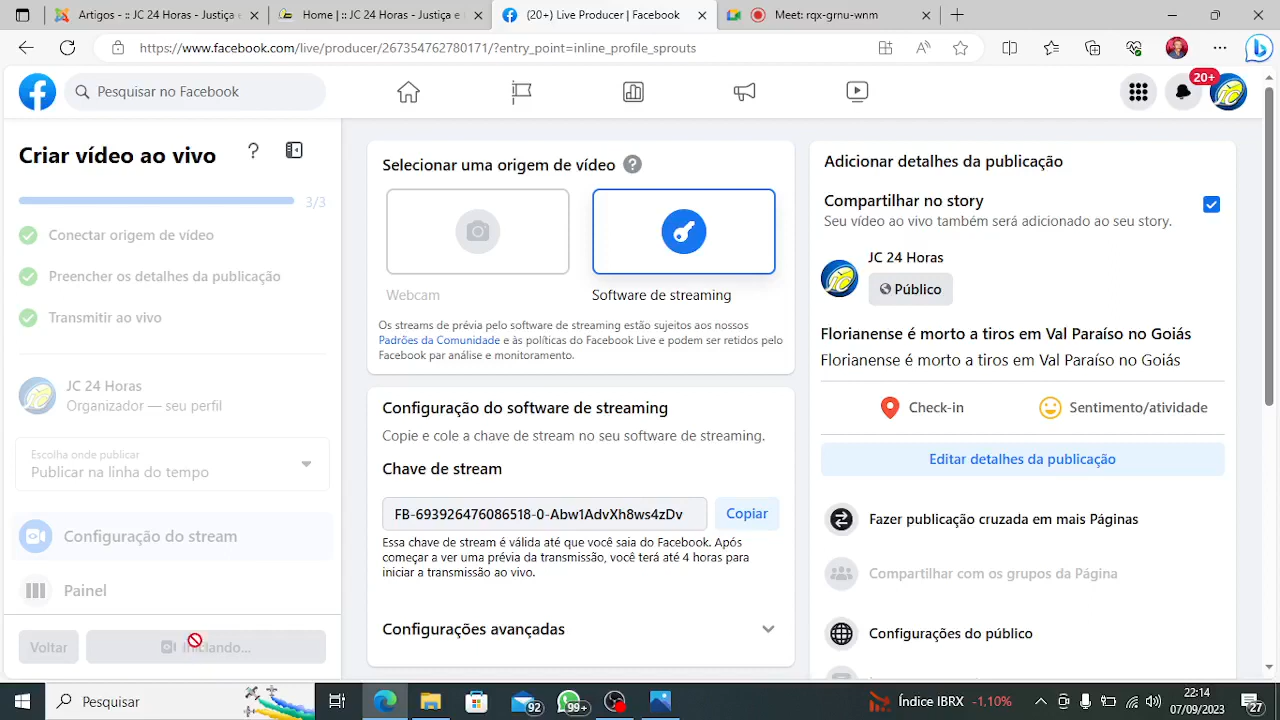 Justiça e
Home | :: JC 24 Horas - Justiça e
(20+) Live Producer | Facebook
Meet: rqxgnnqxnd
https://www.facebook.com/live/producer/267354762780171/?entry_point=inline_profile_sprouts
Pesquisar no Facebook
20+
Criar vídeo ao vivo
?
3/3
Conectar origem de vídeo
Preencher os detalhes da publicação
Transmitir ao vivo
JC 24 Horas
Organizador — seu perfil
Escolha onde publicar
Publicar na linha do tempo
Configuração do stream
Painel
Voltar
Iniciando...
Selecionar uma origem de vídeo
Webcam
Software de streaming
Os streams de prévia pelo software de streaming estão sujeitos aos nossos
Padrões da Comunidade e às políticas do Facebook Live e podem ser retidos pelo
Facebook par análise e monitoramento.
Configuração do software de streaming
Copie e cole a chave de stream no seu software de streaming.
Chave de stream
FB-693926476086518-0-Abw1AdvXh8ws4zDv
Copiar
Essa chave de stream é válida até que você saia do Facebook. Após
começar a ver uma prévia da transmissão, você terá até 4 horas para
iniciar a transmissão ao vivo.
Configurações avançadas
Adicionar detalhes da publicação
Compartilhar no story
Seu vídeo ao vivo também será adicionado ao seu story.
JC 24 Horas
Público
Florianense é morto a tiros em Val Paraíso no Goiás
Florianense é morto a tiros em Val Paraíso no Goiás
Check-in
Sentimento/atividade
Editar detalhes da publicação
Fazer publicação cruzada em mais Páginas
Compartilhar com os grupos da Página
Configurações do público
Pesquisar
92
99+
Índice IBRX -1,10%
22:14
07/09/2023
27